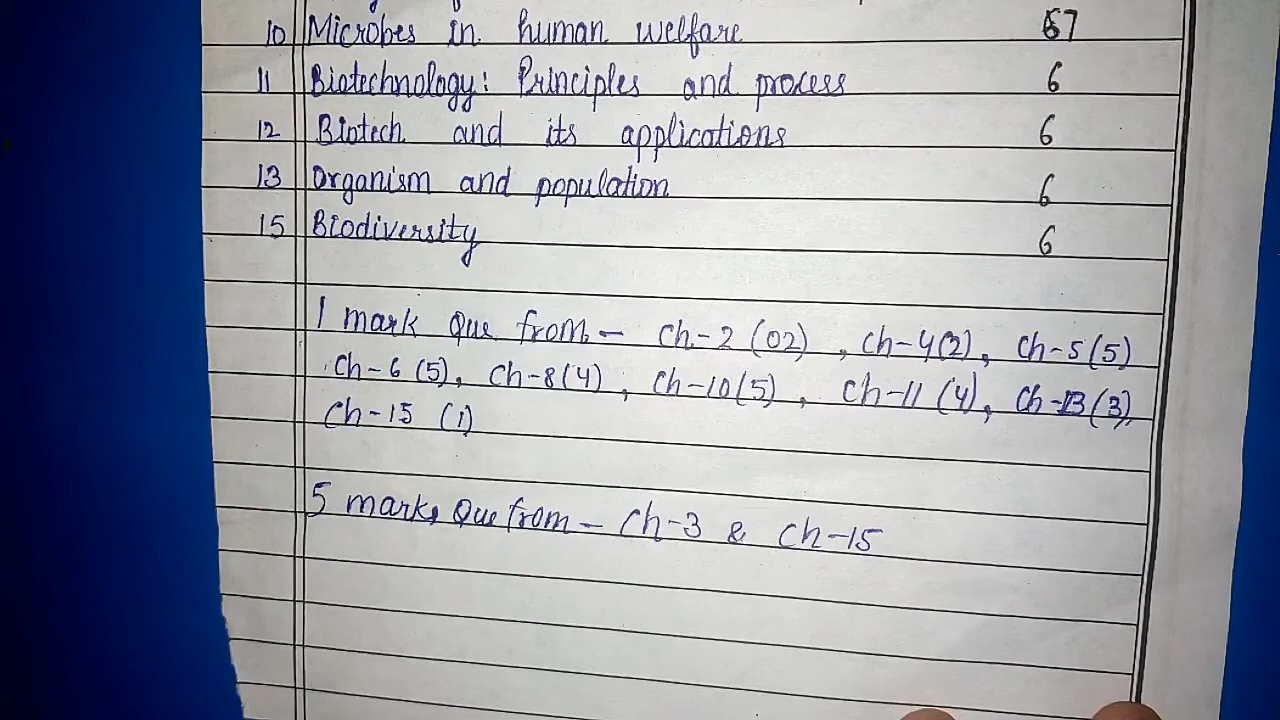 10 Microbes in human welfare 67
11 Biotechnology: Principles and process 6
12 Biotech and its applications 6
13 Organism and population 6
15 Biodiversity 6
1 mark Que from - Ch-2 (02), Ch-4(2), Ch-5(5)
Ch-6 (5), Ch-8(4), Ch-10(5), Ch-11 (4), Ch-13(3),
Ch-15 (1)
5 marks Que from - Ch-3 & Ch-15